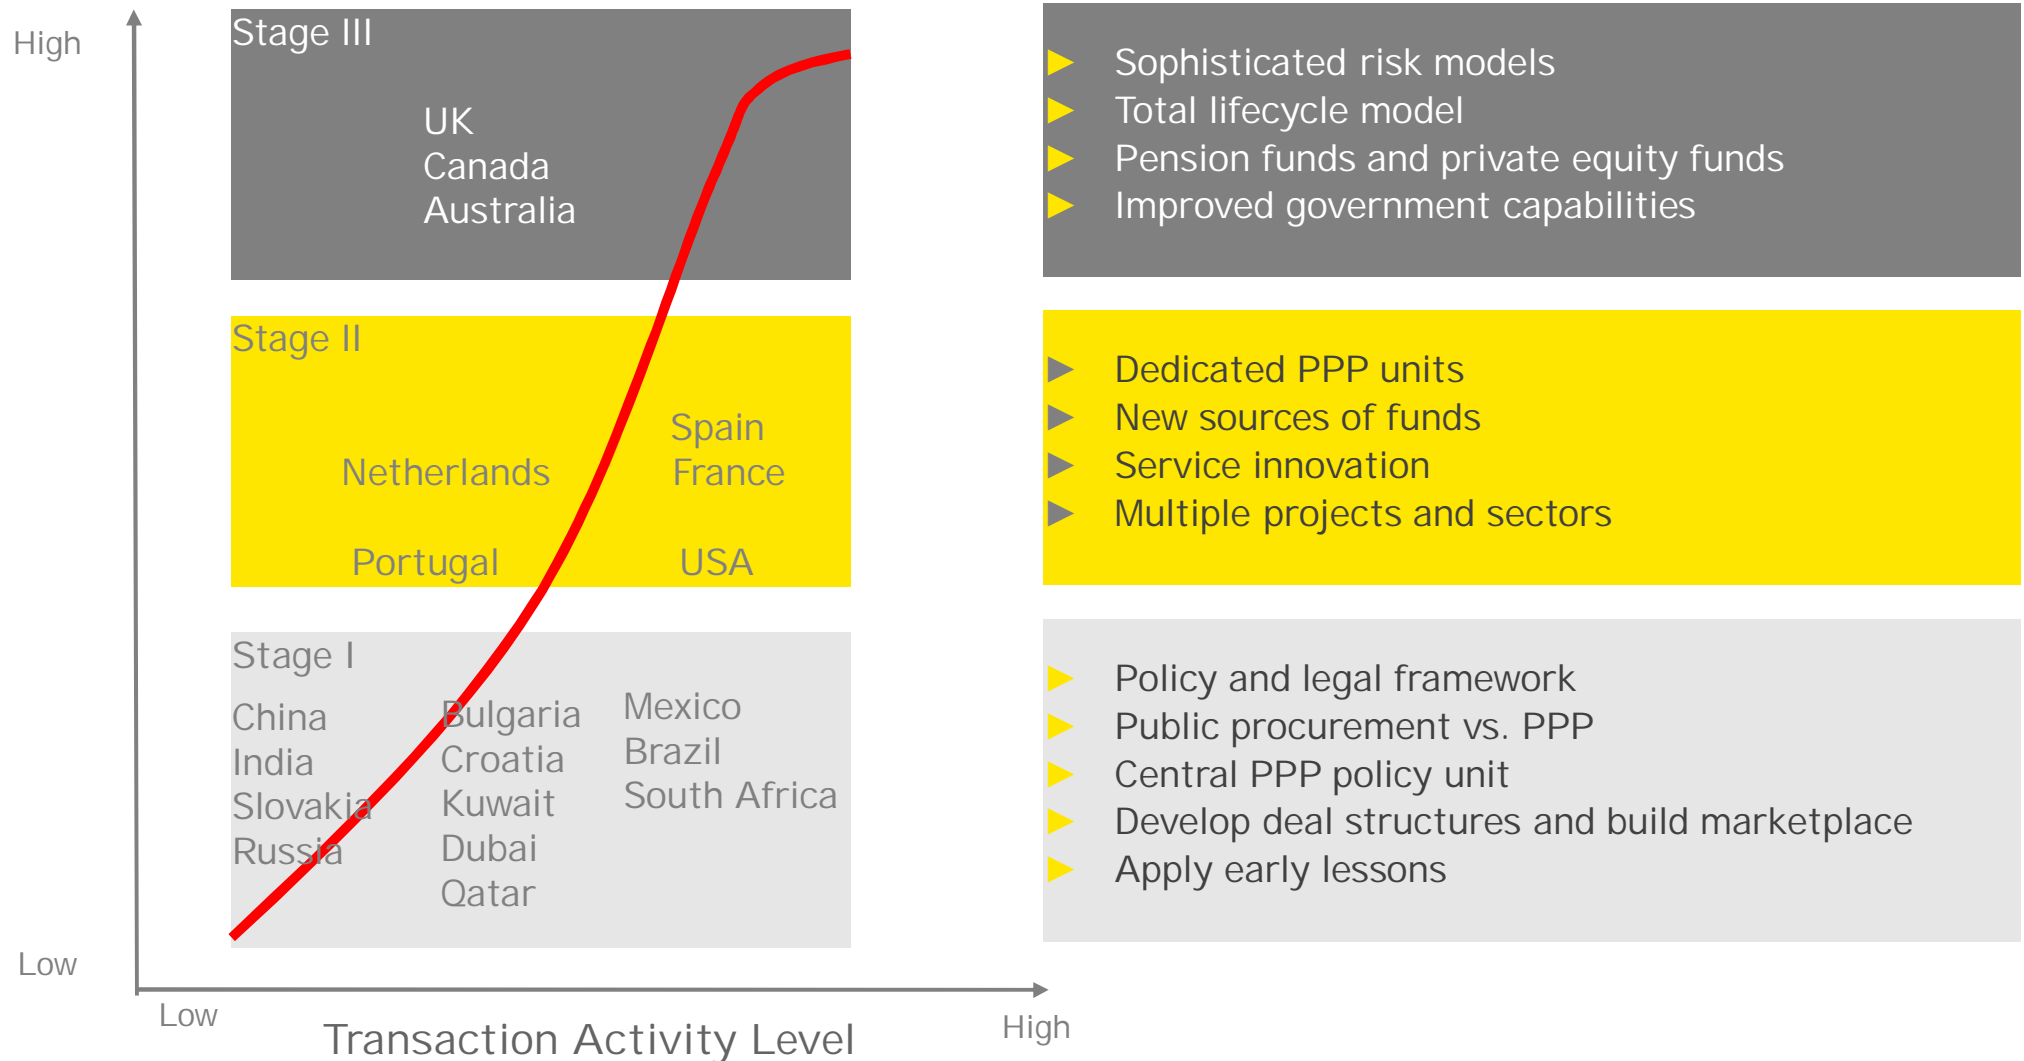 High
Stage III
UK
Canada
Australia
Sophisticated risk models
Total lifecycle model
Pension funds and private equity funds
Improved government capabilities
Stage II
Spain
Netherlands France
Portugal USA
Dedicated PPP units
New sources of funds
Service innovation
Multiple projects and sectors
Stage I
China Bulgaria Mexico
India Croatia Brazil
Slovakia Kuwait South Africa
Russia Dubai
Qatar
Policy and legal framework
Public procurement vs. PPP
Central PPP policy unit
Develop deal structures and build marketplace
Apply early lessons
Low
Low
Transaction Activity Level
High